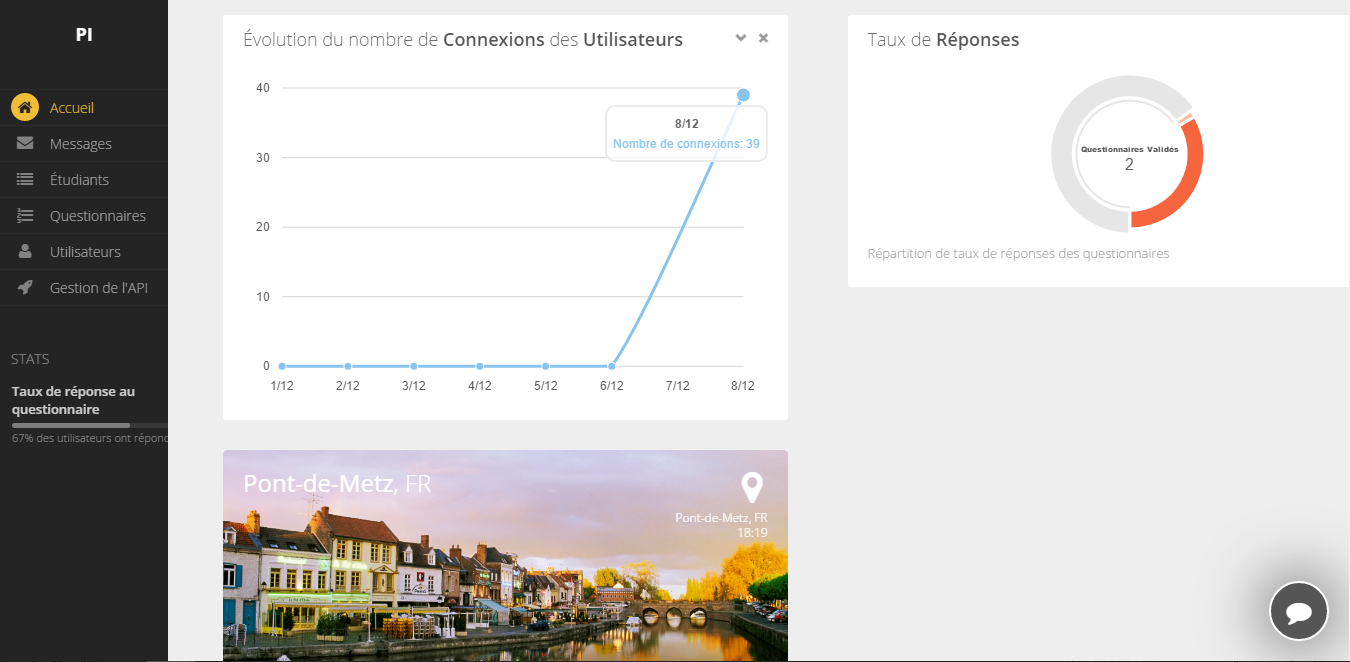 PI
Accueil
Messages
Étudiants
Questionnaires
Utilisateurs
Gestion de l'API
STATS
Taux de réponse au
questionnaire
67% des utilisateurs ont répond
Évolution du nombre de Connexions des Utilisateurs
40
30
20
10
0
8/12
Nombre de connexions: 39
1/12 2/12 3/12 4/12 5/12 6/12 7/12 8/12
Taux de Réponses
Questionnaires Validés
2
Répartition de taux de réponses des questionnaires
Pont-de-Metz, FR
Pont-de-Metz, FR
18:19